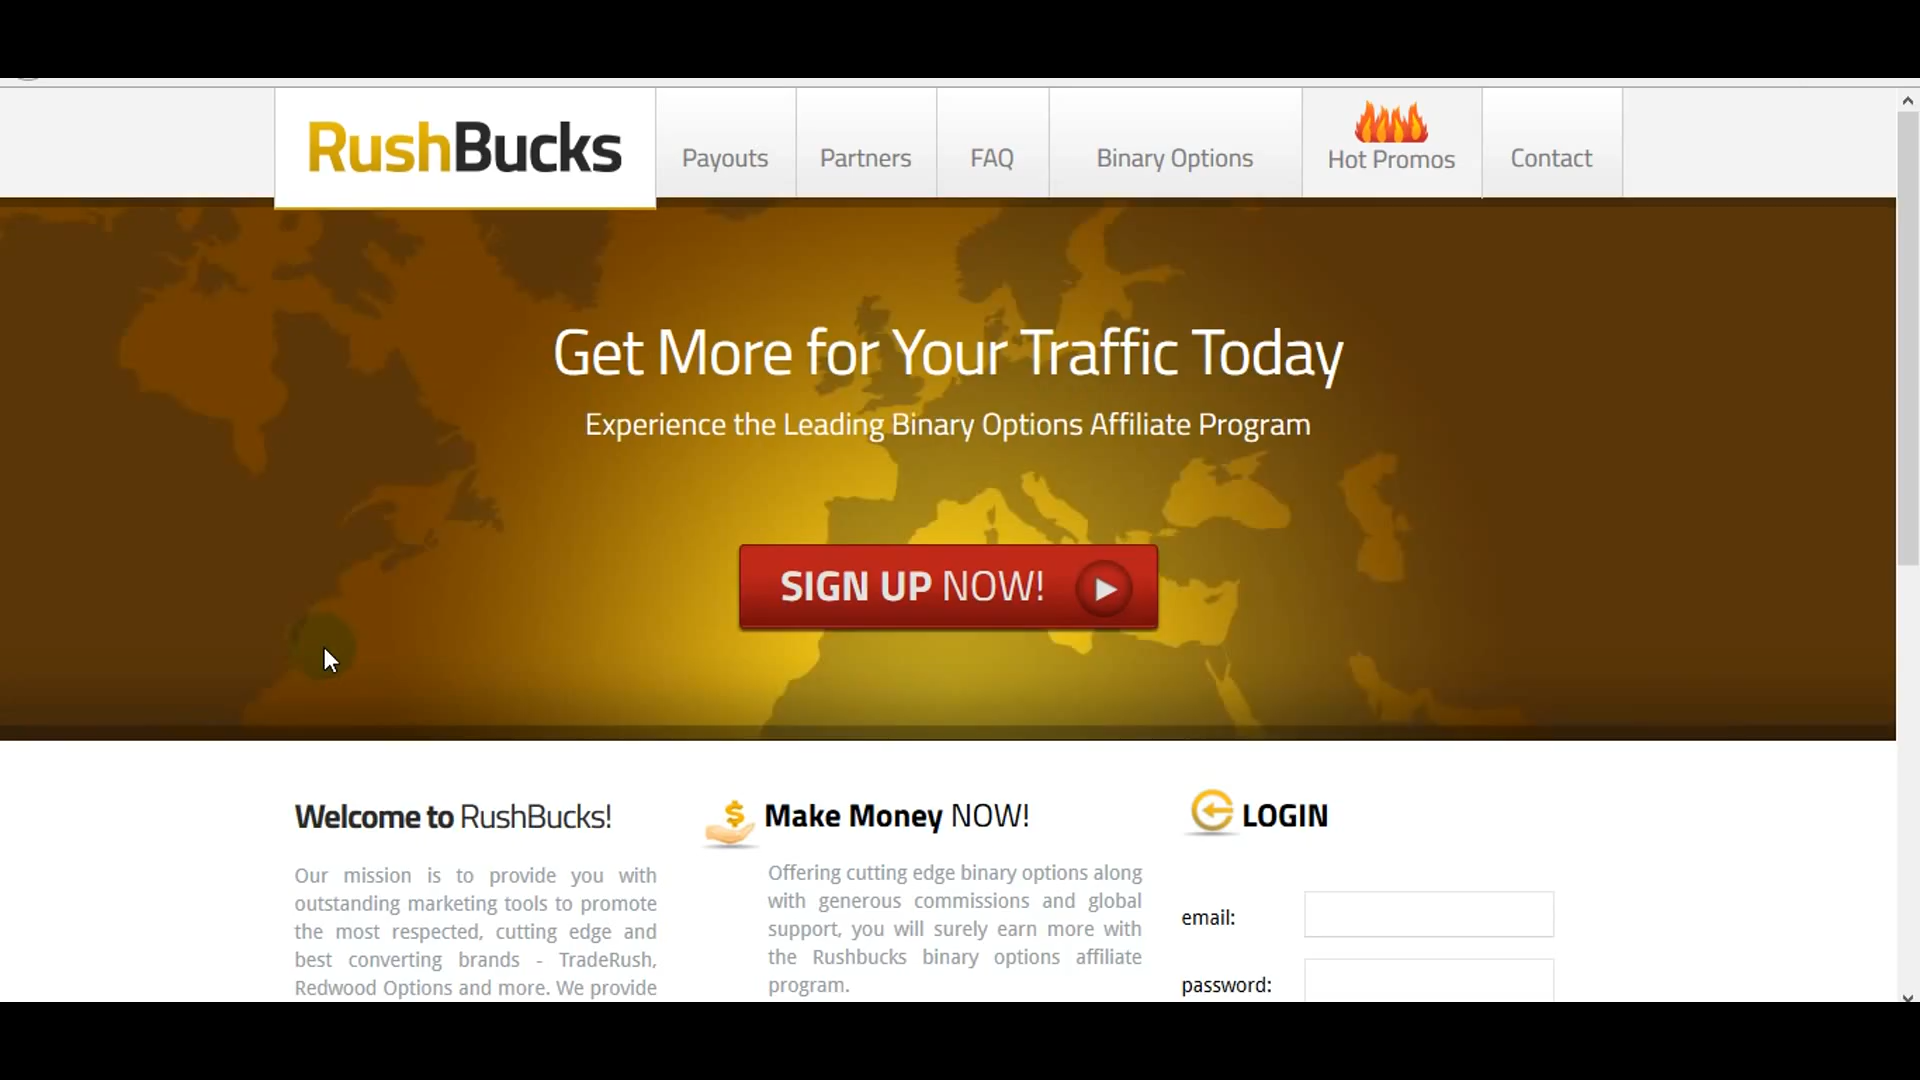 RushBucks
Payouts
Partners
FAQ
Binary Options
Hot Promos
Contact
Get More for Your Traffic Today
Experience the Leading Binary Options Affiliate Program
SIGN UP NOW!
Welcome to RushBucks!
Our mission is to provide you with
outstanding marketing tools to promote
the most respected, cutting edge and
best converting brands - TradeRush,
Redwood Options and more. We provide
Make Money NOW!
Offering cutting edge binary options along
with generous commissions and global
support, you will surely earn more with
the Rushbucks binary options affiliate
program.
LOGIN
email:
password: